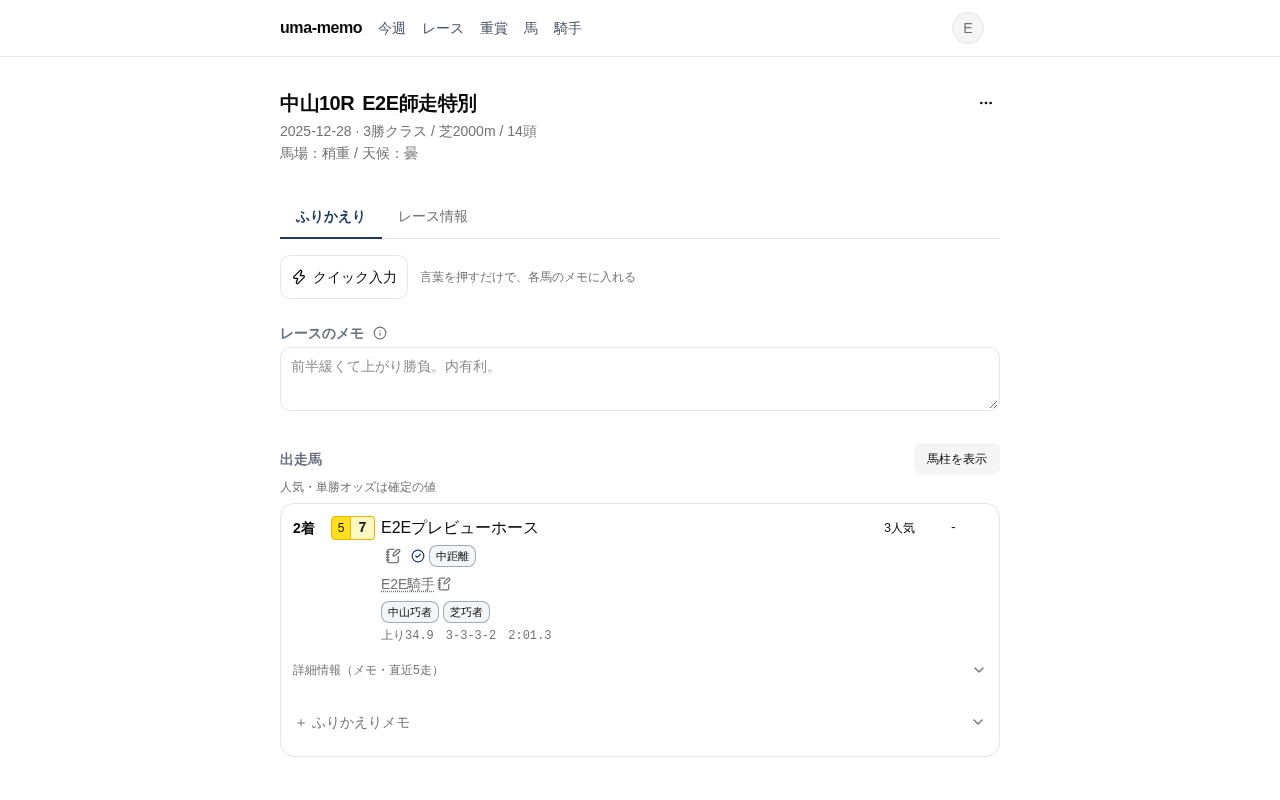 uma-memo 今週 レース 重賞 馬 騎手 E
中山10R E2E師走特別
2025-12-28 · 3勝クラス / 芝2000m / 14頭
馬場：稍重 / 天候：曇
ふりかえり レース情報
クイック入力 言葉を押すだけで、各馬のメモに入れる
レースのメモ
前半緩くて上がり勝負。内有利。
出走馬 馬柱を表示
人気・単勝オッズは確定の値
2着 5 7 E2Eプレビューホース 3人気 -
中距離
E2E騎手
中山巧者 芝巧者
上り34.9 3-3-3-2 2:01.3
詳細情報（メモ・直近5走）
＋ ふりかえりメモ